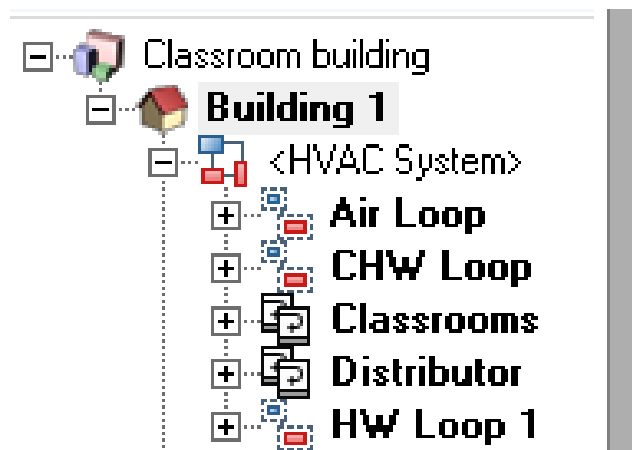 Classroom building
Building 1
<HVAC System>
Air Loop
CHW Loop
Classrooms
Distributor
HW Loop 1